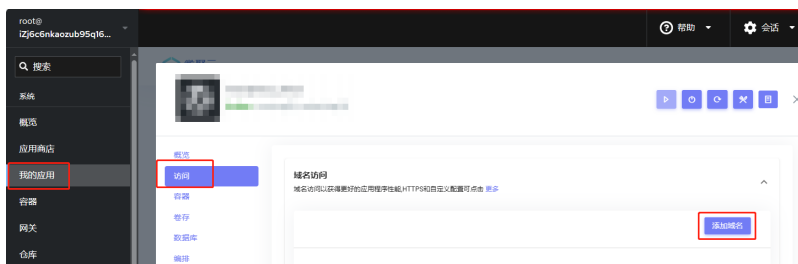 root@
iZj6c6nkaozub95q16...
帮助
会话
搜索
系统
概览
应用商店
我的应用
容器
网关
仓库
概览
访问
容器
卷存
数据库
编排
域名访问
域名访问以获得更好的应用程序性能,HTTPS和自定义配置可点击 更多
添加域名